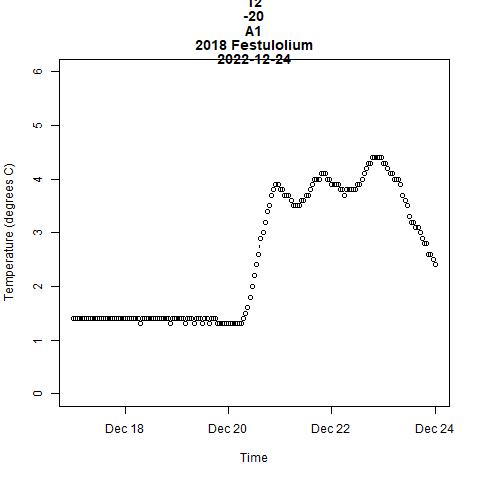 T2
-20
A1
2018 Festulolium
2022-12-24
6
5
4
3
2
1
0
Temperature (degrees C)
Dec 18
Dec 20
Dec 22
Dec 24
Time